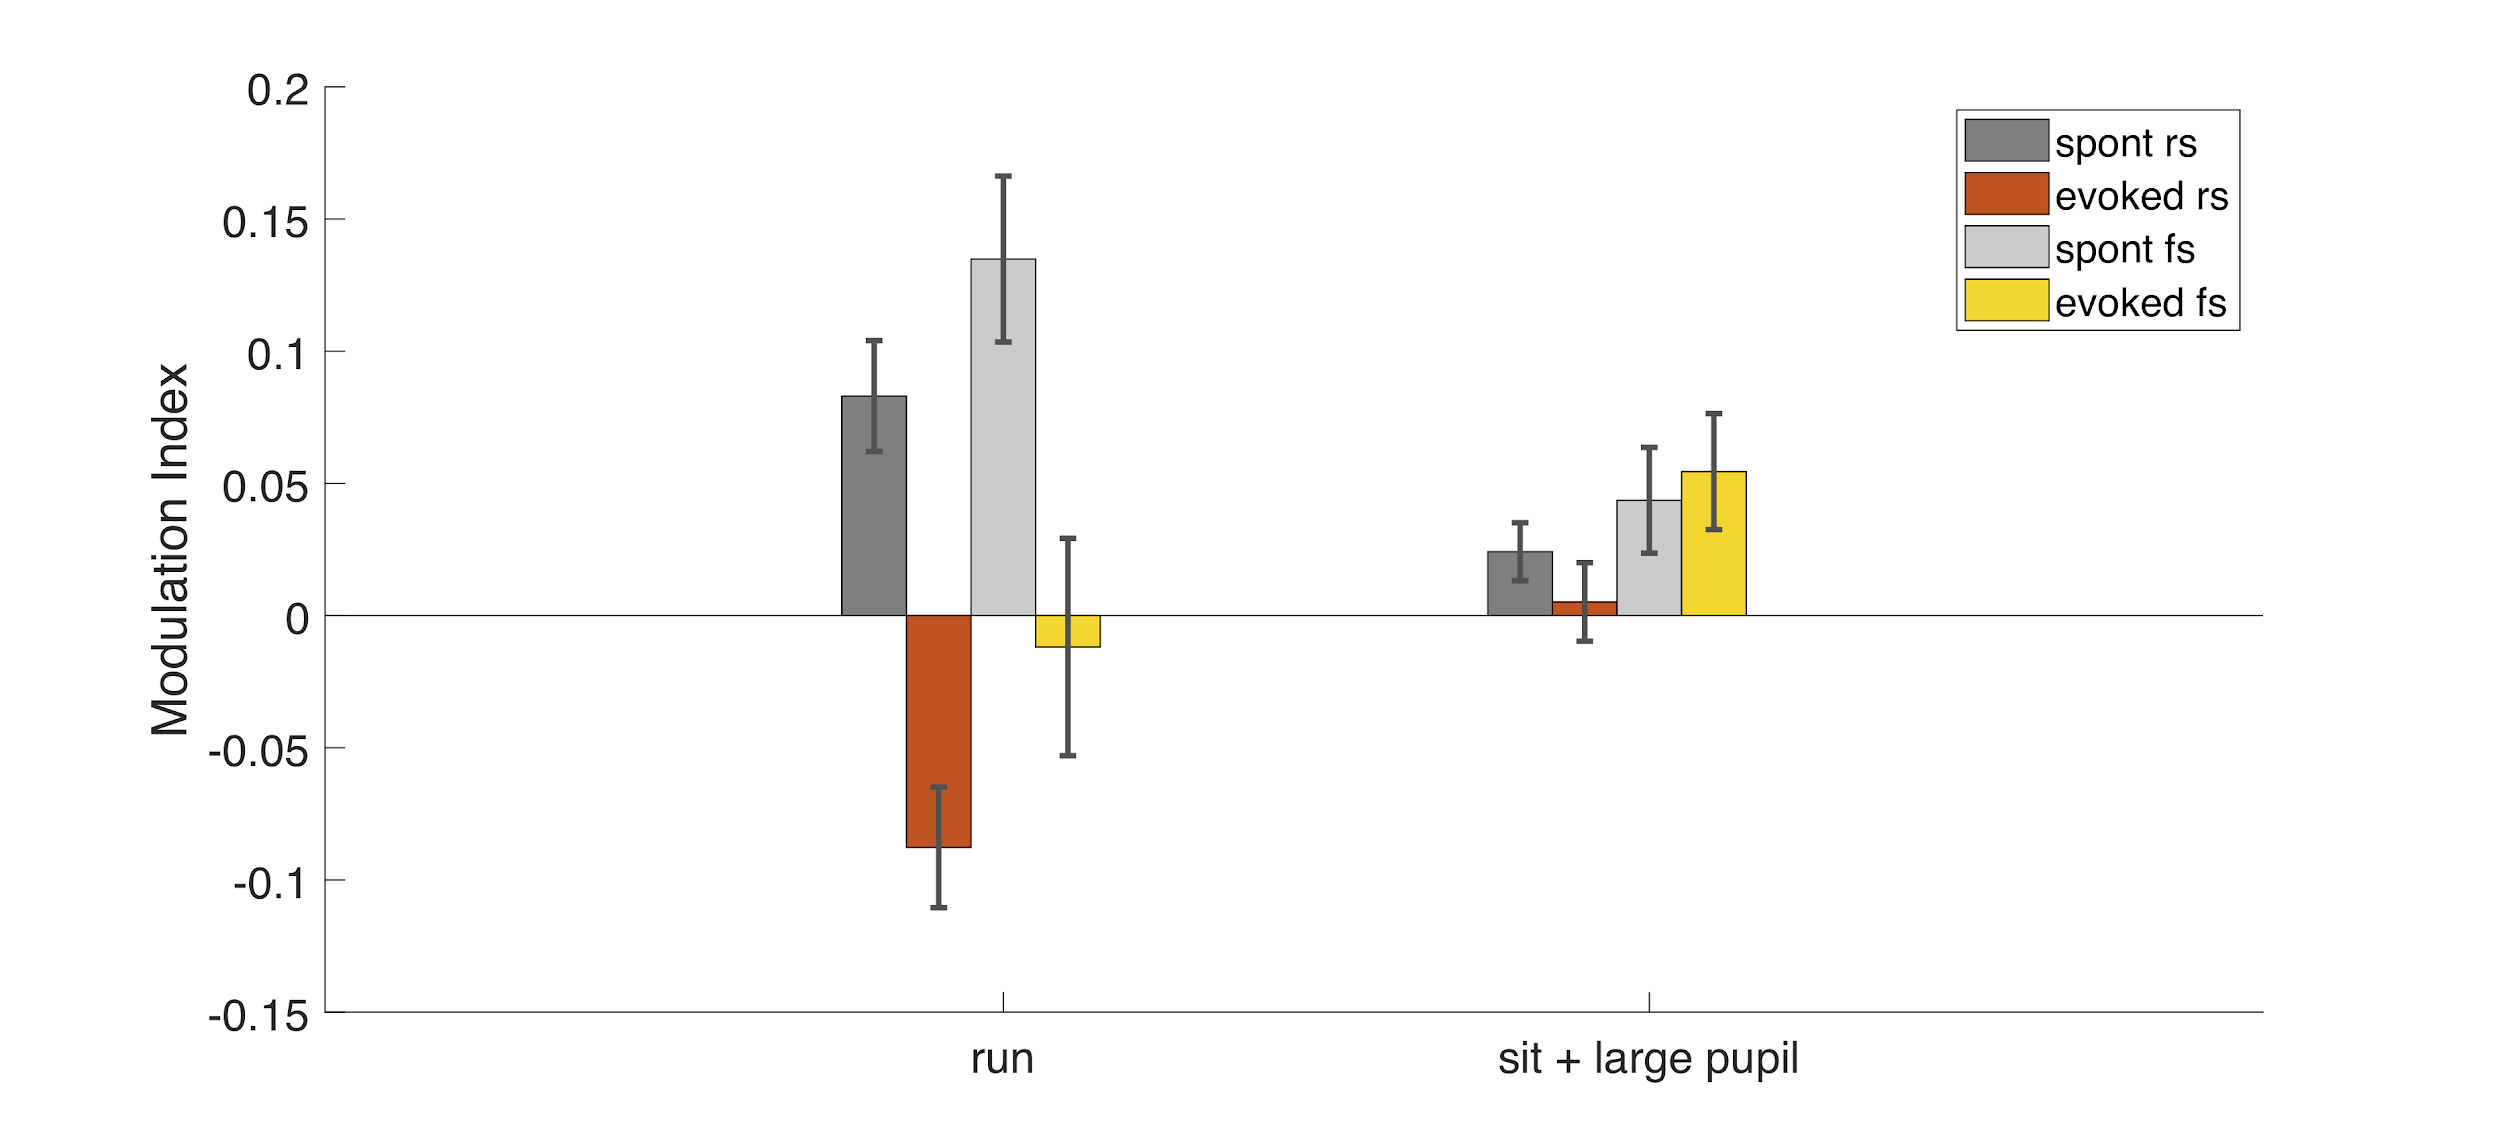 0.2
0.15
0.1
0.05
0
-0.05
-0.1
-0.15
Modulation Index
run
sit + large pupil
spont rs
evoked rs
spont fs
evoked fs